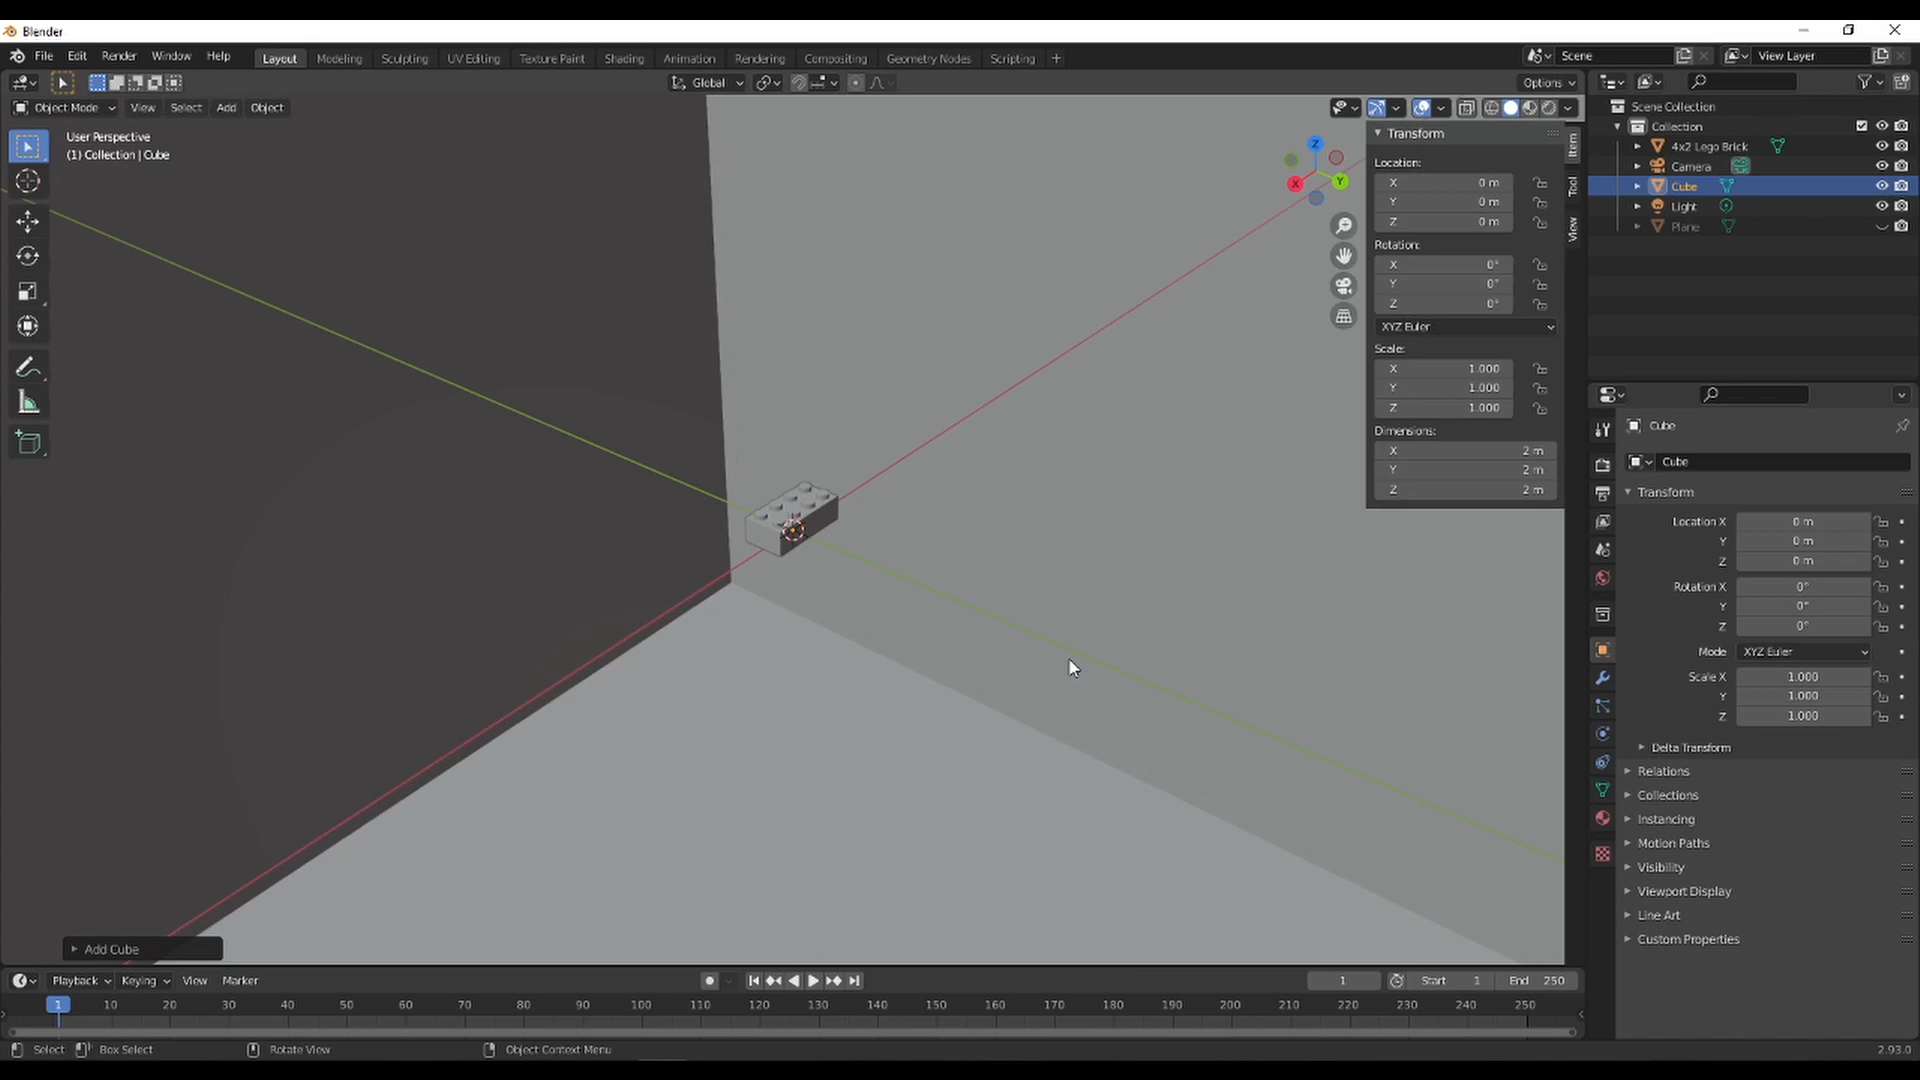 Blender
File Edit Render Window Help Layout Modeling Sculpting UV Editing Texture Paint Shading Animation Rendering Compositing Geometry Nodes Scripting + Scene View Layer
Global Options
Object Mode View Select Add Object
User Perspective
(1) Collection | Cube
Z
X
Y
Transform
Location:
X 0 m
Y 0 m
Z 0 m
Rotation:
X 0°
Y 0°
Z 0°
XYZ Euler
Scale:
X 1.000
Y 1.000
Z 1.000
Dimensions:
X 2 m
Y 2 m
Z 2 m
Item
Tool
View
Scene Collection
Collection
4x2 Lego Brick
Camera
Cube
Light
Plane
Cube
Cube
Transform
Location X 0 m
Y 0 m
Z 0 m
Rotation X 0°
Y 0°
Z 0°
Mode XYZ Euler
Scale X 1.000
Y 1.000
Z 1.000
Delta Transform
Relations
Collections
Instancing
Motion Paths
Visibility
Viewport Display
Line Art
Custom Properties
Add Cube
Playback Keying View Marker 1 Start 1 End 250
1 10 20 30 40 50 60 70 80 90 100 110 120 130 140 150 160 170 180 190 200 210 220 230 240 250
Select Box Select Rotate View Object Context Menu 2.93.0